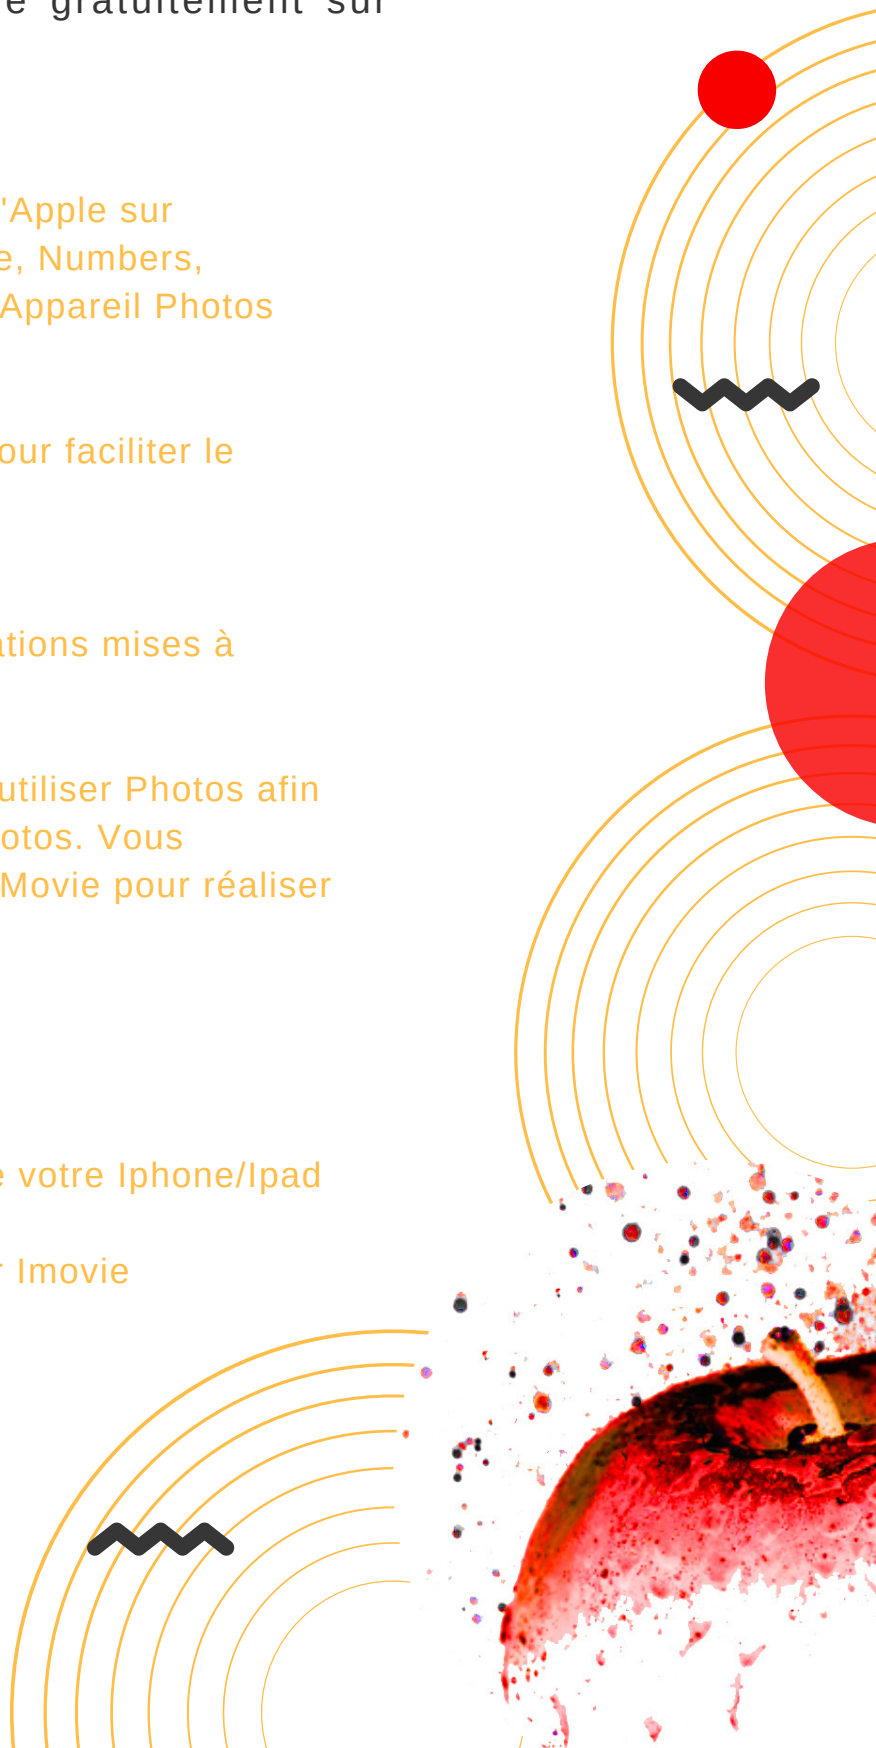 gratuitement sur
'Apple sur
e, Numbers,
Appareil Photos
our faciliter le
ations mises à
utiliser Photos afin
otos. Vous
Movie pour réaliser
e votre Iphone/Ipad
r Imovie